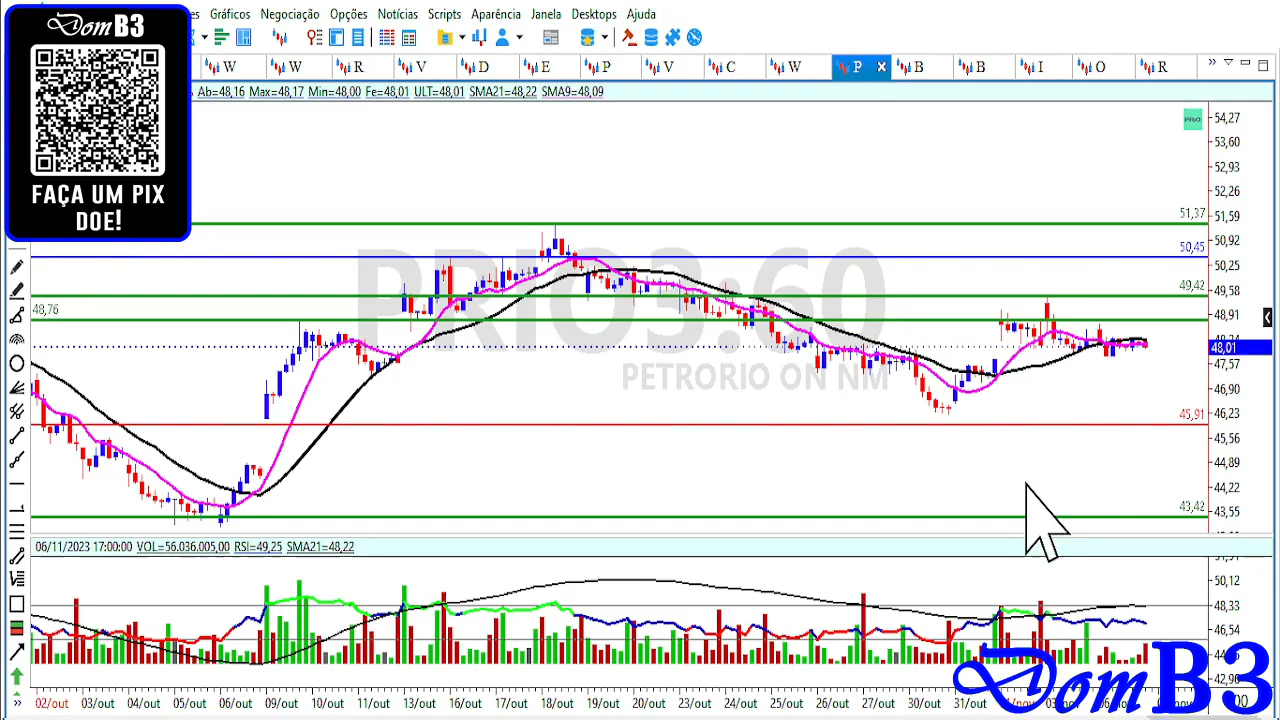 Dom B3
FAÇA UM PIX
DOE!
Gráficos Negociação Opções Notícias Scripts Aparência Janela Desktops Ajuda
W W R V D E P V C W P B B I O R
Ab=48,16 Max=48,17 Min=48,00 Fe=48,01 ULT=48,01 SMA21=48,22 SMA9=48,09
PRO
54,27
53,60
52,93
52,26
51,37
51,59
50,92
50,45
50,25
49,42
49,58
48,76
48,91
48,01
47,57
46,90
45,91
46,23
45,56
44,89
44,22
43,42
43,55
PRIO3:60
PETRORIO ON NM
06/11/2023 17:00:00 VOL=56.036.005,00 RSI=49,25 SMA21=48,22
50,12
48,33
46,54
42,96
02/out 03/out 04/out 05/out 06/out 09/out 10/out 11/out 13/out 16/out 17/out 18/out 19/out 20/out 23/out 24/out 25/out 26/out 27/out 30/out 31/out
Dom B3